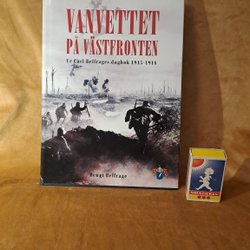 VANVETTET
PÅ VÄSTFRONTEN
Ur Carl Belfrages dagbok 1915-1918
Bengt Belfrage